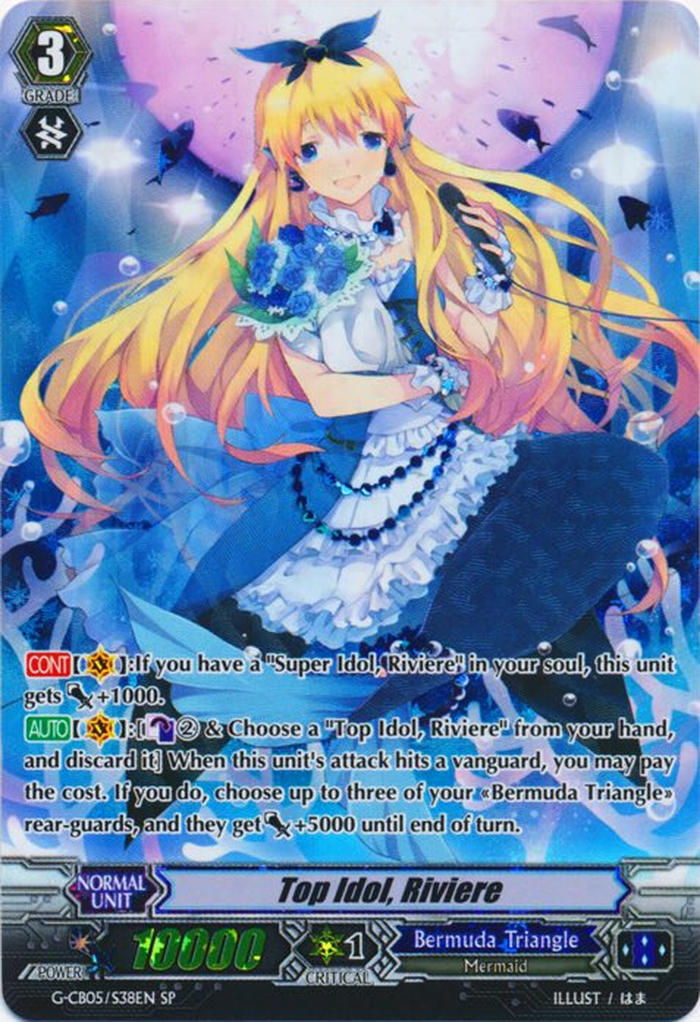 3
GRADE
CONT[ ]:If you have a "Super Idol, Riviere" in your soul, this unit
gets +1000.
AUTO[ ]:[ ② & Choose a "Top Idol, Riviere" from your hand,
and discard it] When this unit's attack hits a vanguard, you may pay
the cost. If you do, choose up to three of your «Bermuda Triangle»
rear-guards, and they get +5000 until end of turn.
NORMAL
UNIT
Top Idol, Riviere
POWER 10000
1
CRITICAL
Bermuda Triangle
Mermaid
G-CB05/S38EN SP
ILLUST / はま